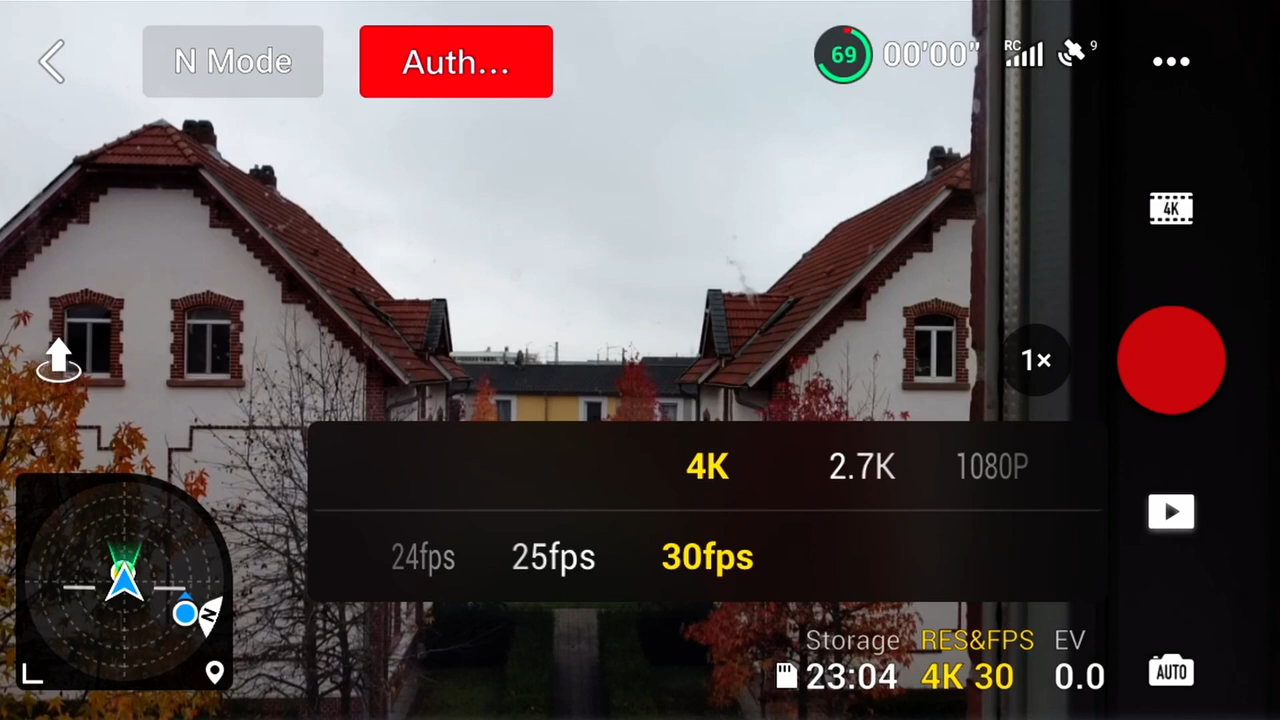 N Mode
Auth...
69
00'00"
RC
9
4K
1×
4K 2.7K 1080P
24fps 25fps 30fps
N
Storage RES&FPS EV
23:04 4K 30 0.0
AUTO